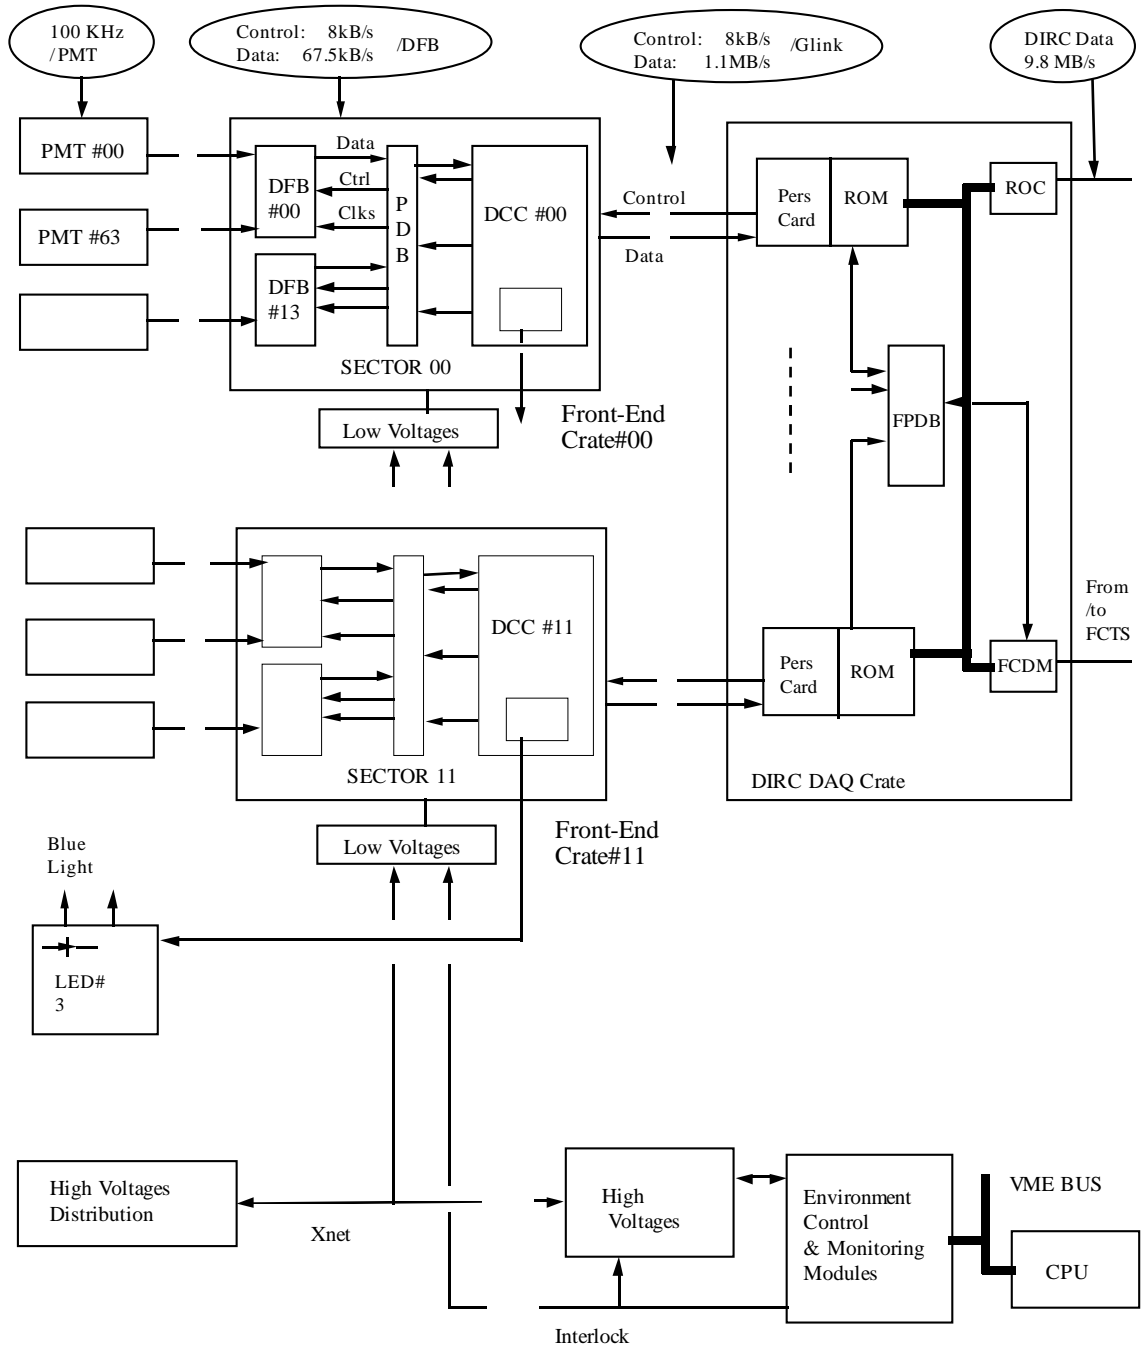 100 KHz
/PMT
Control: 8kB/s
Data: 67.5kB/s /DFB
Control: 8kB/s
Data: 1.1MB/s /Glink
DIRC Data
9.8 MB/s
PMT #00
PMT #63
DFB
#00
Data
Ctrl
Clks
P
D
B
DCC #00
DFB
#13
SECTOR 00
Low Voltages
Front-End
Crate#00
Control
Data
Pers
Card
ROM
ROC
FPDB
From
/to
FCTS
DCC #11
SECTOR 11
Pers
Card
ROM
FCDM
DIRC DAQ Crate
Low Voltages
Front-End
Crate#11
Blue
Light
LED#
3
High Voltages
Distribution
Xnet
High
Voltages
Environment
Control
& Monitoring
Modules
VME BUS
CPU
Interlock